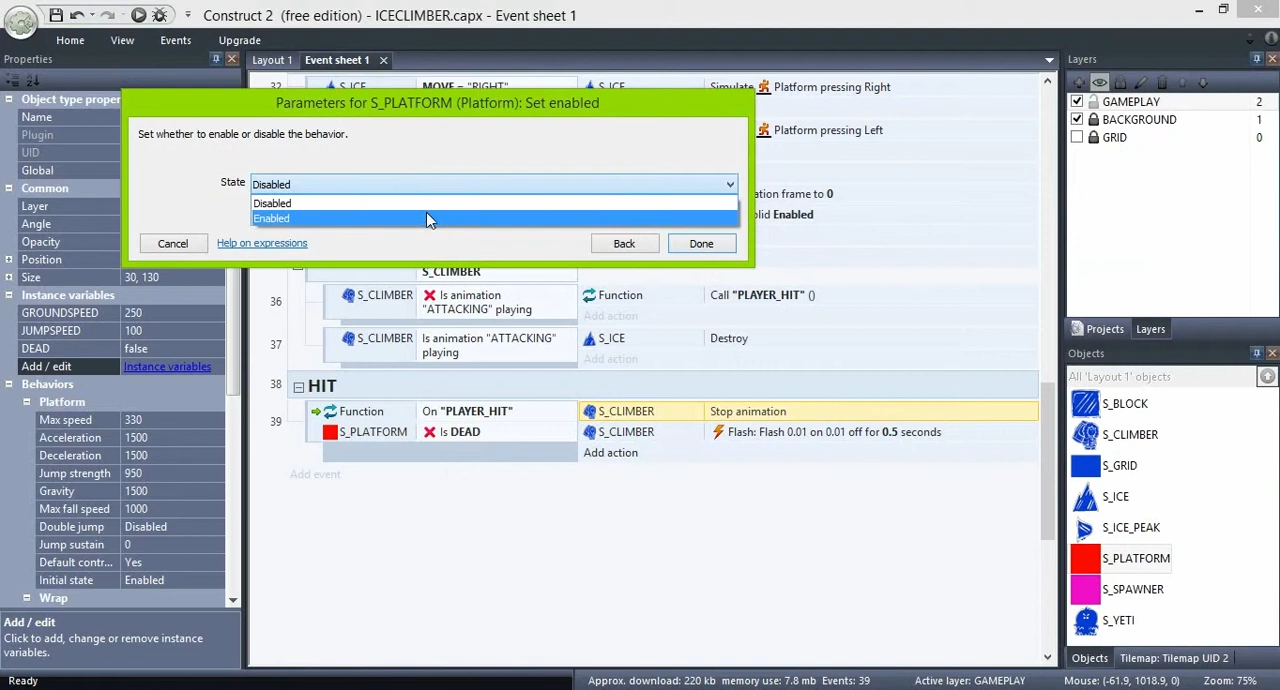 Construct 2 (free edition) - ICECLIMBER.capx - Event sheet 1
Home View Events Upgrade
Properties
Layout 1 Event sheet 1
Layers
Object type proper
Name
Plugin
UID
Global
Common
Layer
Angle
Opacity
Position
Size 30, 130
Instance variables
GROUNDSPEED 250
JUMPSPEED 100
DEAD false
Add / edit Instance variables
Behaviors
Platform
Max speed 330
Acceleration 1500
Deceleration 1500
Jump strength 950
Gravity 1500
Max fall speed 1000
Double jump Disabled
Jump sustain 0
Default contr... Yes
Initial state Enabled
Wrap
Add / edit
Click to add, change or remove instance
variables.
32 S_ICE MOVE = "RIGHT" S_ICE Simulate Platform pressing Right
Platform pressing Left
ation frame to 0
lid Enabled
Parameters for S_PLATFORM (Platform): Set enabled
Set whether to enable or disable the behavior.
State Disabled
Disabled
Enabled
Cancel Help on expressions Back Done
S_CLIMBER
36 S_CLIMBER Is animation
"ATTACKING" playing
Function Call "PLAYER_HIT" ()
Add action
37 S_CLIMBER Is animation "ATTACKING"
playing
S_ICE Destroy
Add action
38 HIT
39 Function On "PLAYER_HIT" S_CLIMBER Stop animation
S_PLATFORM Is DEAD S_CLIMBER Flash: Flash 0.01 on 0.01 off for 0.5 seconds
Add action
Add event
GAMEPLAY 2
BACKGROUND 1
GRID 0
Projects Layers
Objects
All 'Layout 1' objects
S_BLOCK
S_CLIMBER
S_GRID
S_ICE
S_ICE_PEAK
S_PLATFORM
S_SPAWNER
S_YETI
Objects Tilemap: Tilemap UID 2
Ready Approx. download: 220 kb memory use: 7.8 mb Events: 39 Active layer: GAMEPLAY Mouse: (-61.9, 1018.9, 0) Zoom: 75%